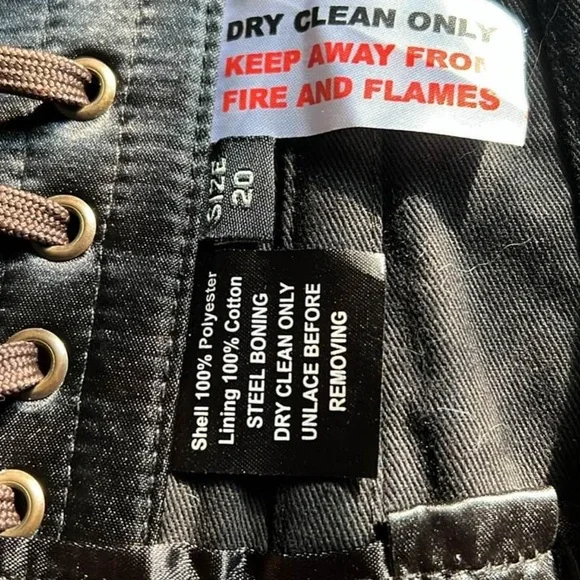 DRY CLEAN ONLY
KEEP AWAY FROM
FIRE AND FLAMES
SIZE
20
Shell 100% Polyester
Lining 100% Cotton
STEEL BONING
DRY CLEAN ONLY
UNLACE BEFORE
REMOVING